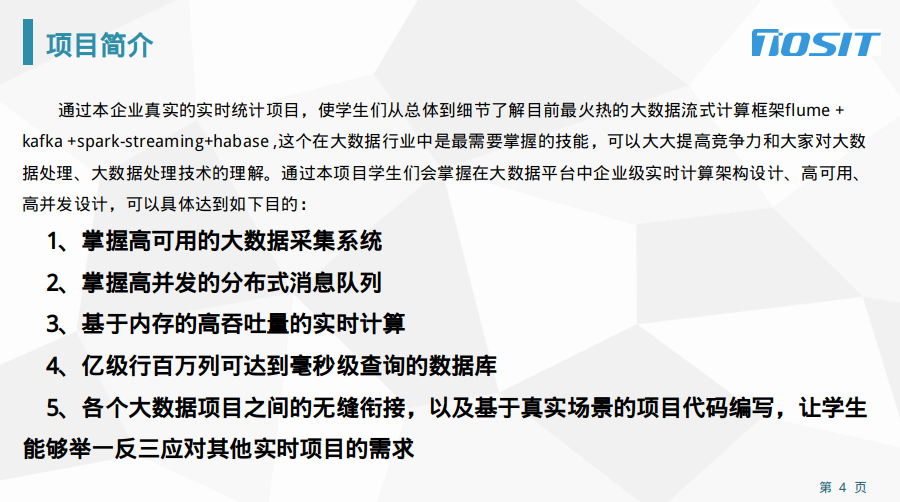 项目简介
TIOSIT
通过本企业真实的实时统计项目，使学生们从总体到细节了解目前最火热的大数据流式计算框架flume +
kafka +spark-streaming+habase ,这个在大数据行业中是最需要掌握的技能，可以大大提高竞争力和大家对大数
据处理、大数据处理技术的理解。通过本项目学生们会掌握在大数据平台中企业级实时计算架构设计、高可用、
高并发设计，可以具体达到如下目的：
1、掌握高可用的大数据采集系统
2、掌握高并发的分布式消息队列
3、基于内存的高吞吐量的实时计算
4、亿级行百万列可达到毫秒级查询的数据库
5、各个大数据项目之间的无缝衔接，以及基于真实场景的项目代码编写，让学生
能够举一反三应对其他实时项目的需求
第 4 页